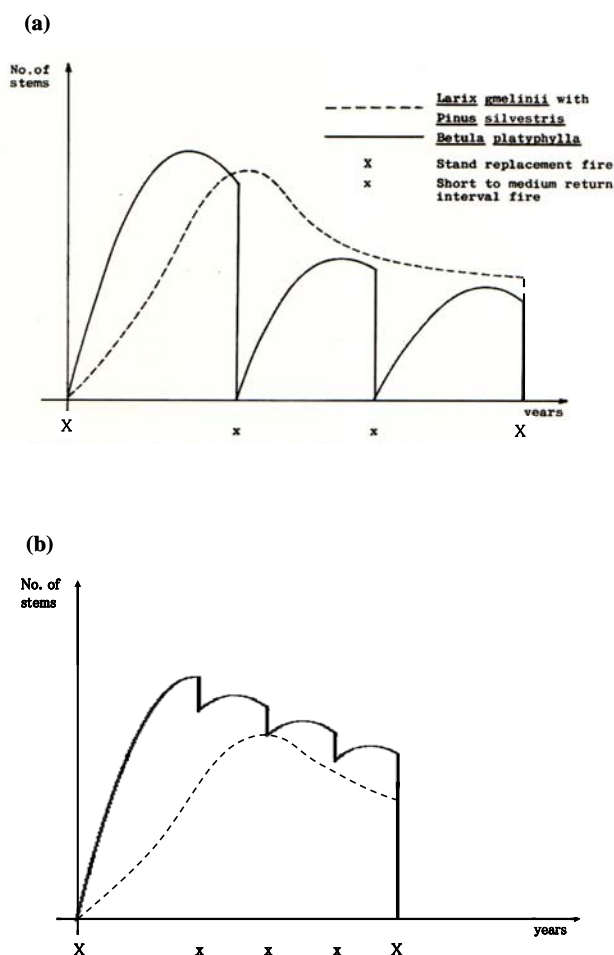 (a)
No.of
stems
Larix gmelinii with
Pinus silvestris
Betula platyphylla
X Stand replacement fire
x Short to medium return
interval fire
years
X x x X
(b)
No. of
stems
years
X x x x X